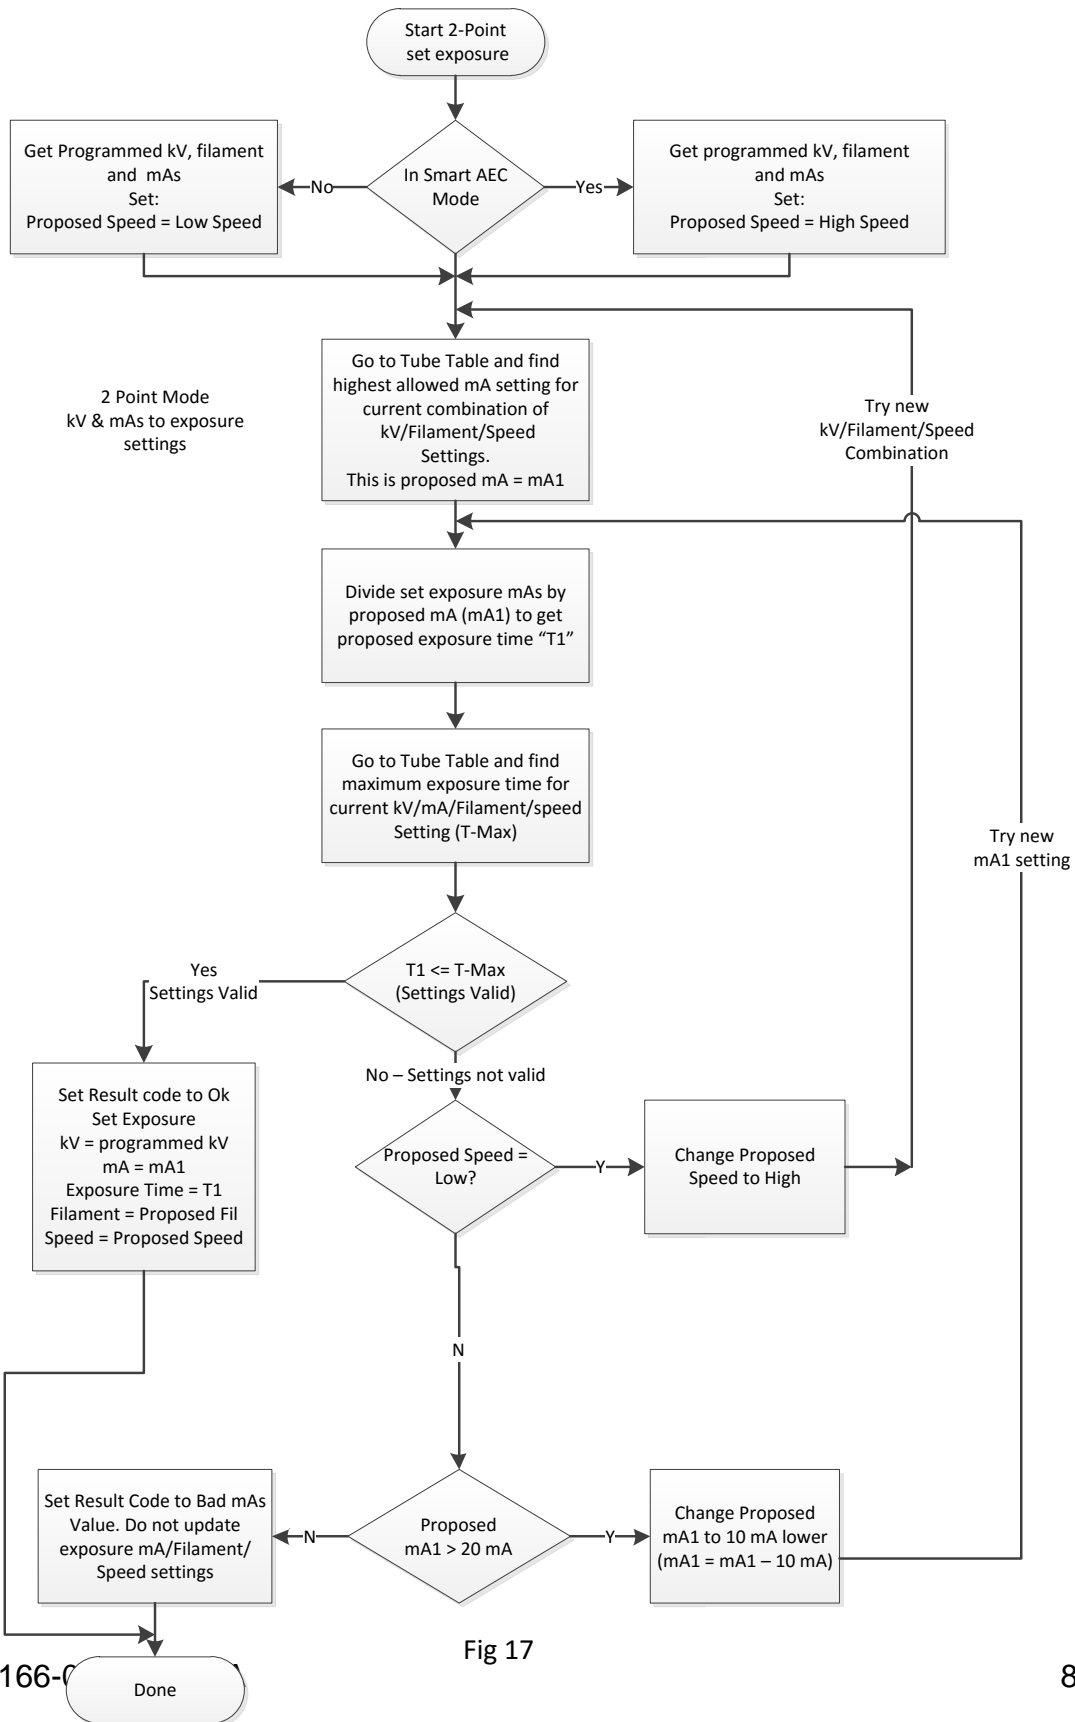 Start 2-Point
set exposure
Get Programmed kV, filament
and mAs
Set:
Proposed Speed = Low Speed
No
In Smart AEC
Mode
Yes
Get programmed kV, filament
and mAs
Set:
Proposed Speed = High Speed
2 Point Mode
kV & mAs to exposure
settings
Go to Tube Table and find
highest allowed mA setting for
current combination of
kV/Filament/Speed
Settings.
This is proposed mA = mA1
Try new
kV/Filament/Speed
Combination
Divide set exposure mAs by
proposed mA (mA1) to get
proposed exposure time “T1”
Go to Tube Table and find
maximum exposure time for
current kV/mA/Filament/speed
Setting (T-Max)
Try new
mA1 setting
T1 <= T-Max
(Settings Valid)
Yes
Settings Valid
No – Settings not valid
Set Result code to Ok
Set Exposure
kV = programmed kV
mA = mA1
Exposure Time = T1
Filament = Proposed Fil
Speed = Proposed Speed
Proposed Speed =
Low?
Y
Change Proposed
Speed to High
N
Set Result Code to Bad mAs
Value. Do not update
exposure mA/Filament/
Speed settings
N
Proposed
mA1 > 20 mA
Y
Change Proposed
mA1 to 10 mA lower
(mA1 = mA1 – 10 mA)
Fig 17
Done
8